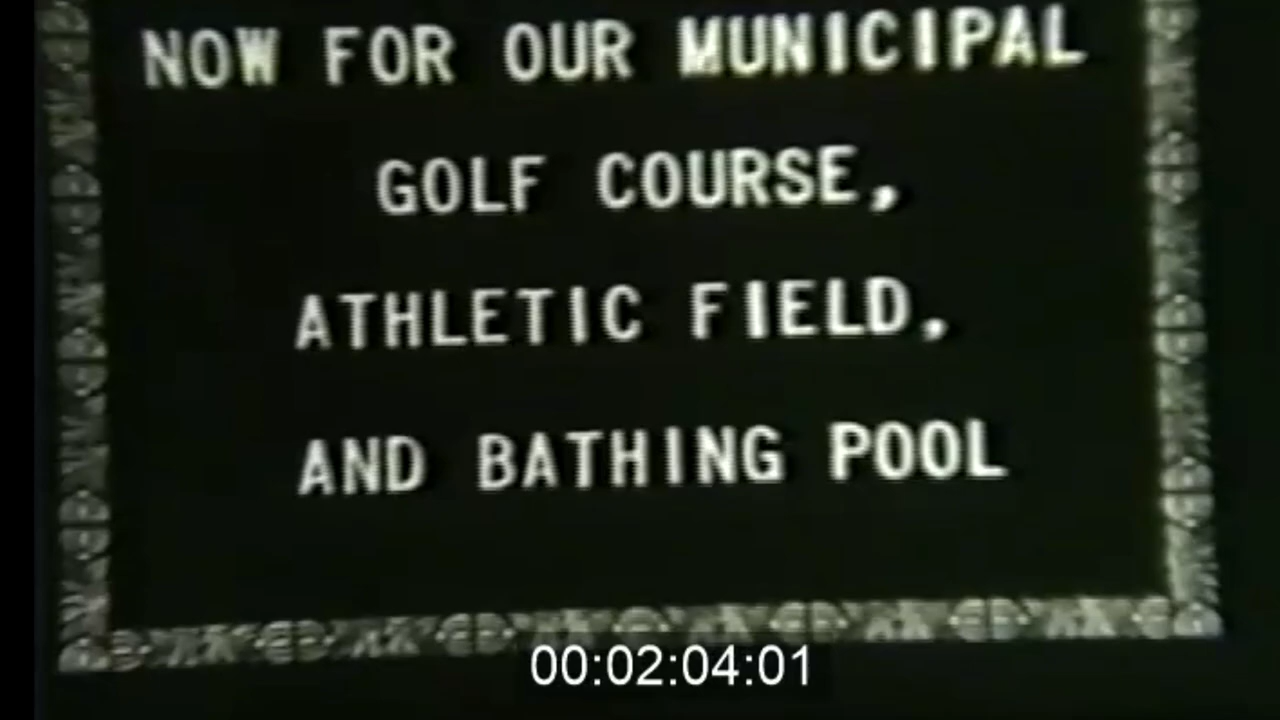 NOW FOR OUR MUNICIPAL
GOLF COURSE,
ATHLETIC FIELD,
AND BATHING POOL
00:02:04:01